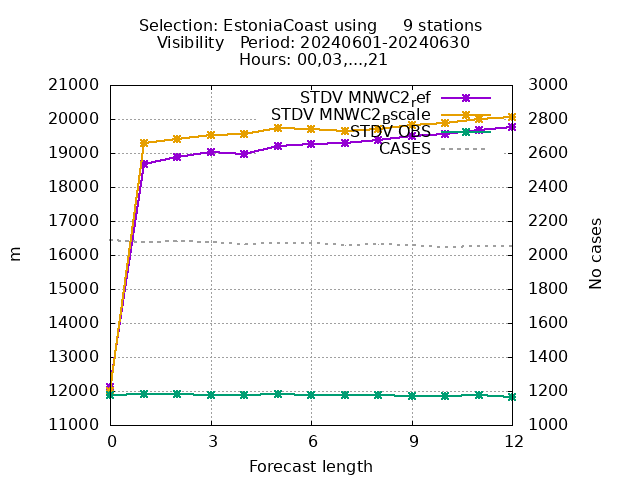 Selection: EstoniaCoast using 9 stations
Visibility Period: 20240601-20240630
Hours: 00,03,...,21
21000 3000
STDV MNWC2ref
20000 STDV MNWC2Bscale 2800
STDV OBS
19000 CASES 2600
18000 2400
17000 2200
16000 2000
15000 1800
14000 1600
13000 1400
12000 1200
11000 1000
m
No cases
0 3 6 9 12
Forecast length